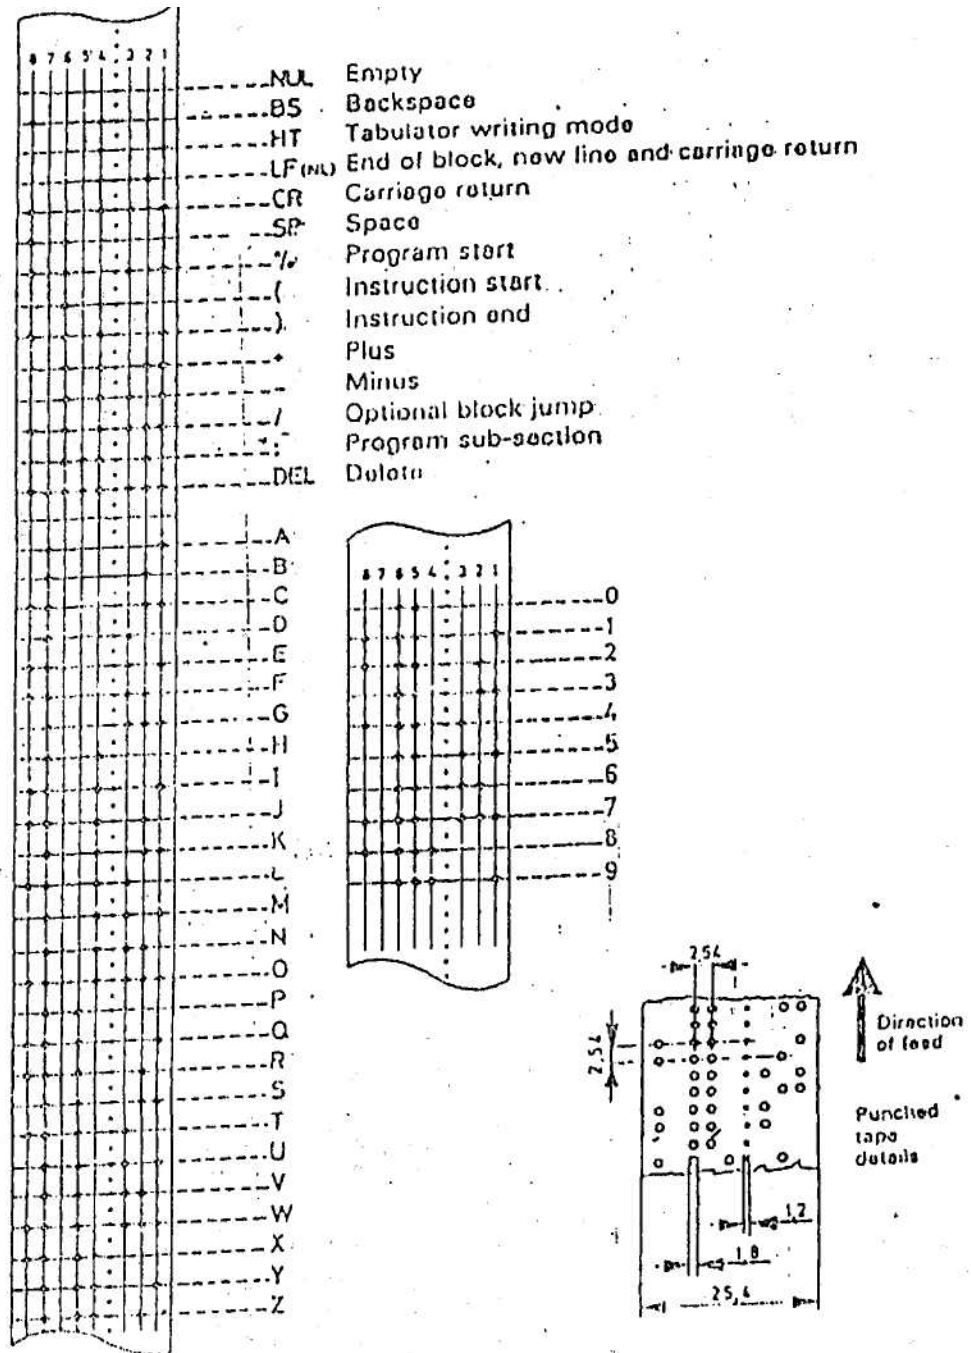 8 7 6 5 4 3 2 1
NUL Empty
BS Backspace
HT Tabulator writing mode
LF (NL) End of block, new line and carriage return
CR Carriage return
SP Space
% Program start
( Instruction start
) Instruction end
+ Plus
- Minus
/ Optional block jump
: Program sub-section
DEL Delete
A
B
C
D
E
F
G
H
I
J
K
L
M
N
O
P
Q
R
S
T
U
V
W
X
Y
Z
8 7 6 5 4 3 2 1
0
1
2
3
4
5
6
7
8
9
2,54
2,54
Direction
of feed
Punched
tape
details
1,2
1,8
25,4